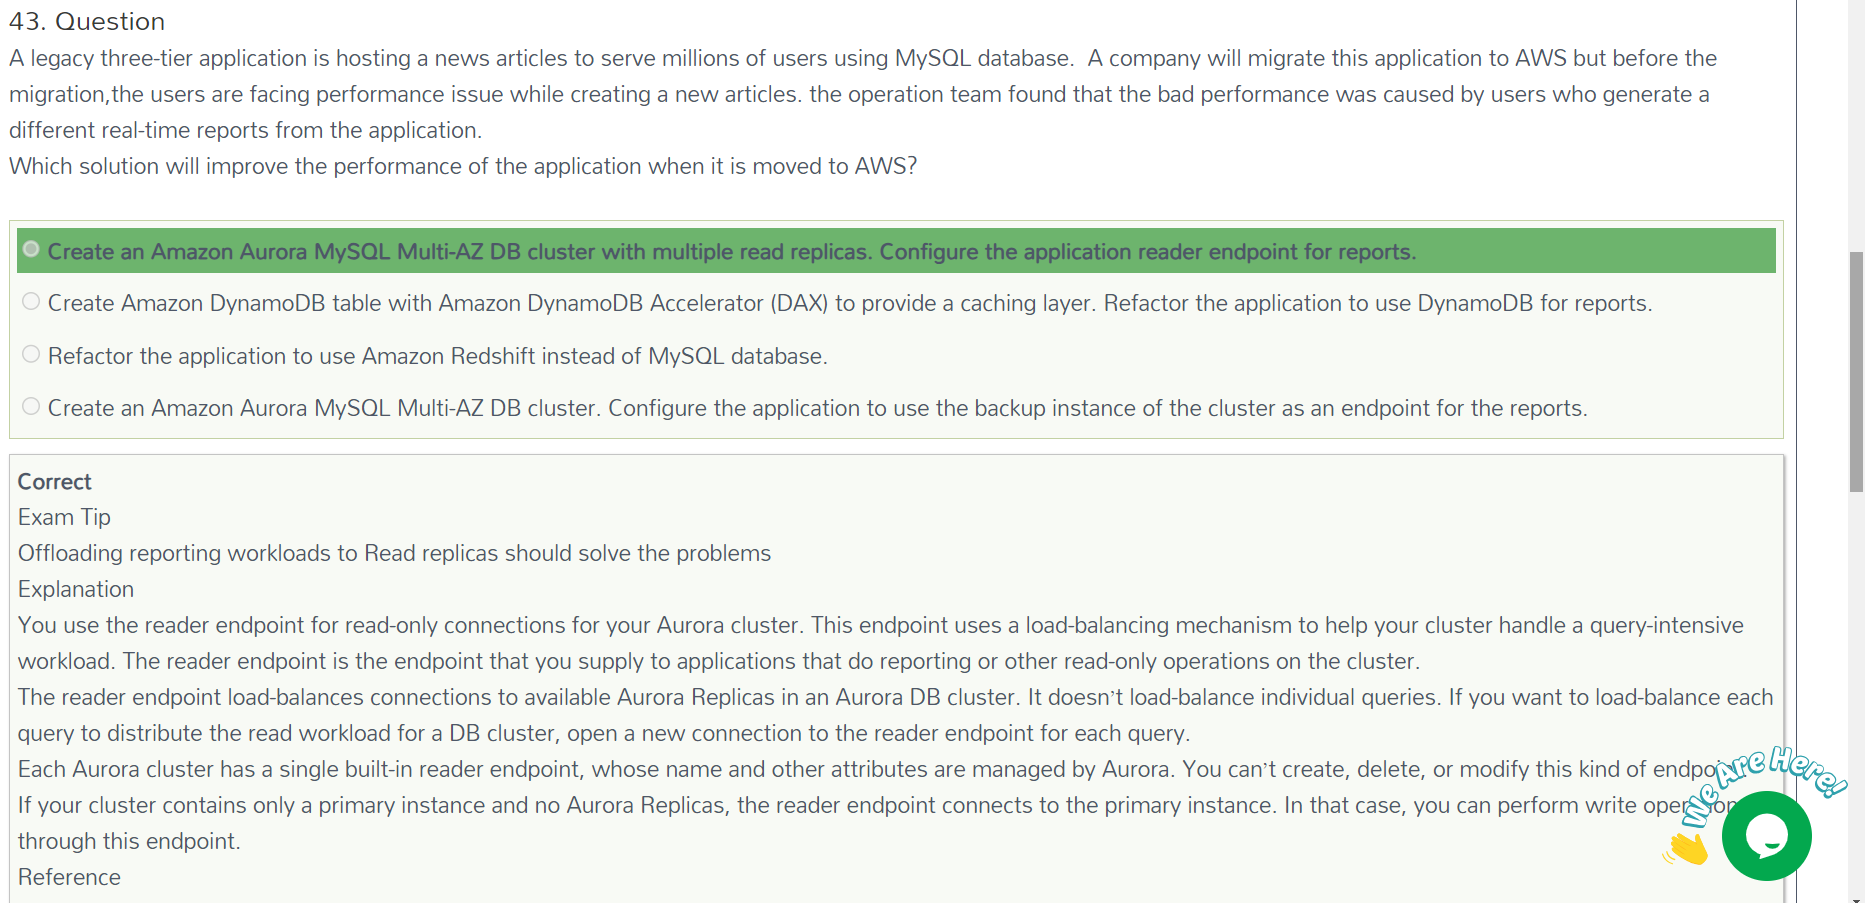 43. Question
A legacy three-tier application is hosting a news articles to serve millions of users using MySQL database.  A company will migrate this application to AWS but before the
migration,the users are facing performance issue while creating a new articles. the operation team found that the bad performance was caused by users who generate a
different real-time reports from the application.
Which solution will improve the performance of the application when it is moved to AWS?
Create an Amazon Aurora MySQL Multi-AZ DB cluster with multiple read replicas. Configure the application reader endpoint for reports.
Create Amazon DynamoDB table with Amazon DynamoDB Accelerator (DAX) to provide a caching layer. Refactor the application to use DynamoDB for reports.
Refactor the application to use Amazon Redshift instead of MySQL database.
Create an Amazon Aurora MySQL Multi-AZ DB cluster. Configure the application to use the backup instance of the cluster as an endpoint for the reports.
Correct
Exam Tip
Offloading reporting workloads to Read replicas should solve the problems
Explanation
You use the reader endpoint for read-only connections for your Aurora cluster. This endpoint uses a load-balancing mechanism to help your cluster handle a query-intensive
workload. The reader endpoint is the endpoint that you supply to applications that do reporting or other read-only operations on the cluster.
The reader endpoint load-balances connections to available Aurora Replicas in an Aurora DB cluster. It doesn't load-balance individual queries. If you want to load-balance each
query to distribute the read workload for a DB cluster, open a new connection to the reader endpoint for each query.
Each Aurora cluster has a single built-in reader endpoint, whose name and other attributes are managed by Aurora. You can't create, delete, or modify this kind of
If your cluster contains only a primary instance and no Aurora Replicas, the reader endpoint connects to the primary instance. In that case, you can perform write
through this endpoint.
Reference
We Are Here!